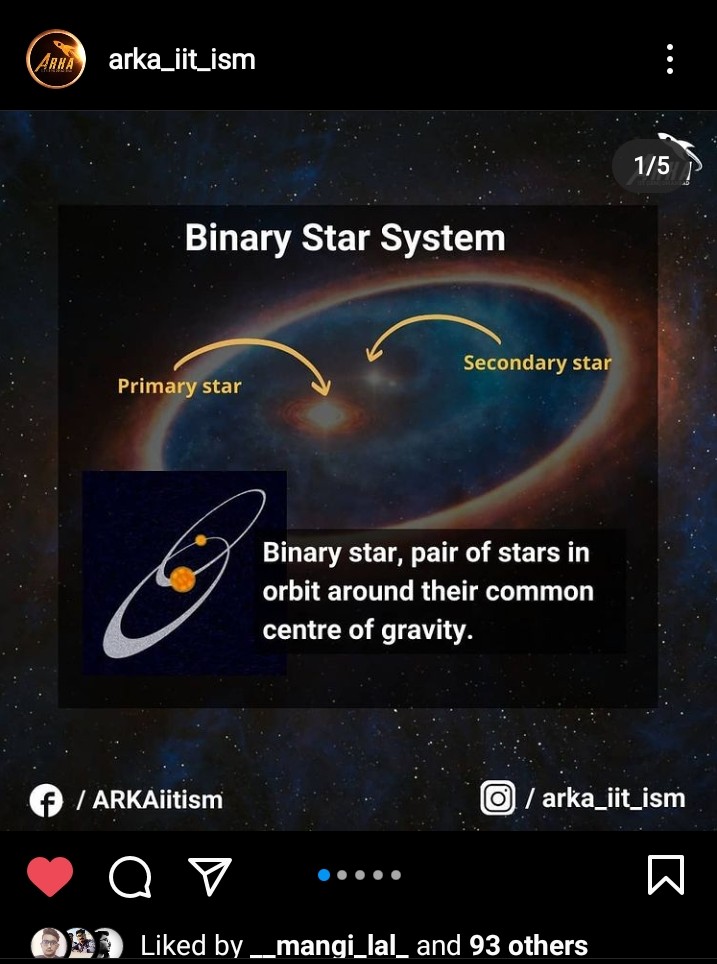 ARKA
arka_iit_ism
1/5
Binary Star System
Primary star
Secondary star
Binary star, pair of stars in
orbit around their common
centre of gravity.
/ ARKAiitism
/ arka_iit_ism
Liked by __mangi_lal_ and 93 others